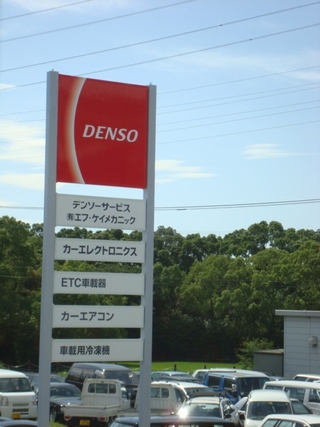 DENSO
デンソーサービス
㈲エフ・ケイメカニック
カーエレクトロニクス
ETC車載器
カーエアコン
車載用冷凍機